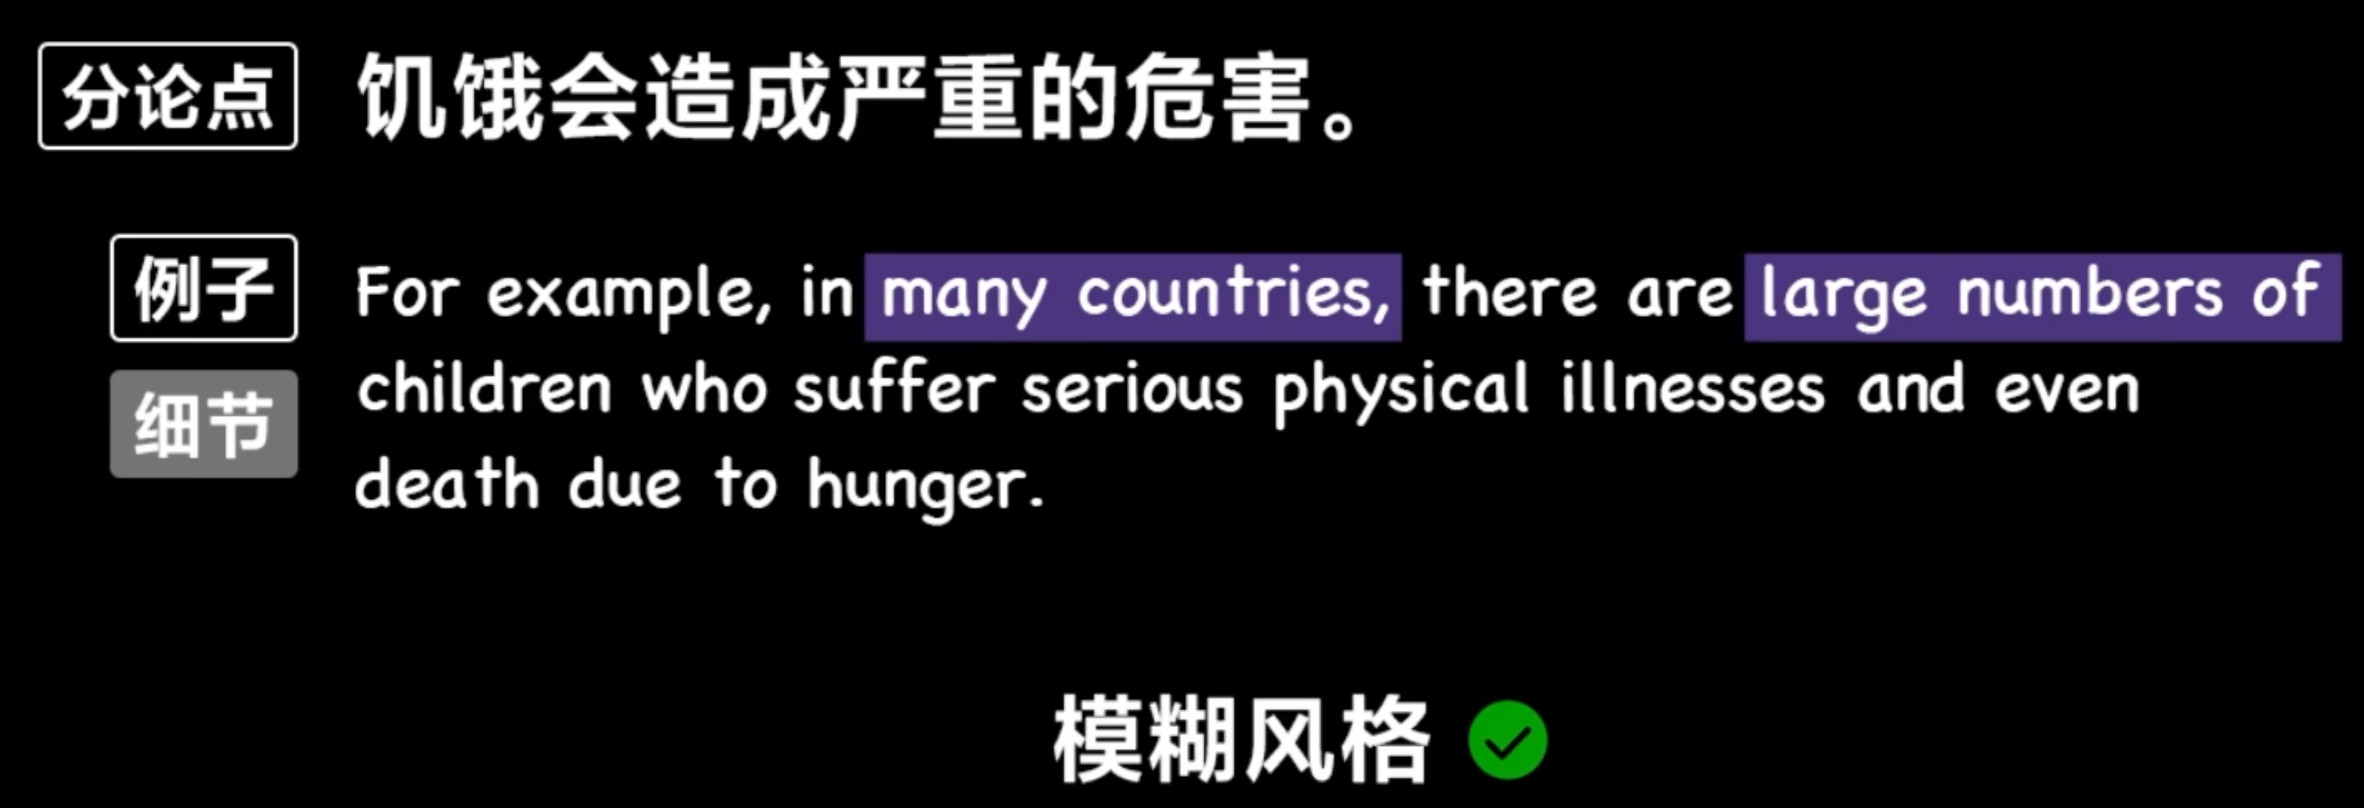 分论点 饥饿会造成严重的危害。
例子 For example, in many countries, there are large numbers of
细节 children who suffer serious physical illnesses and even
death due to hunger.
模糊风格